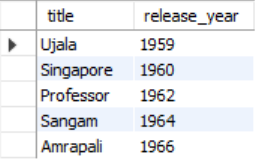 title release_year
Ujala 1959
Singapore 1960
Professor 1962
Sangam 1964
Amrapali 1966